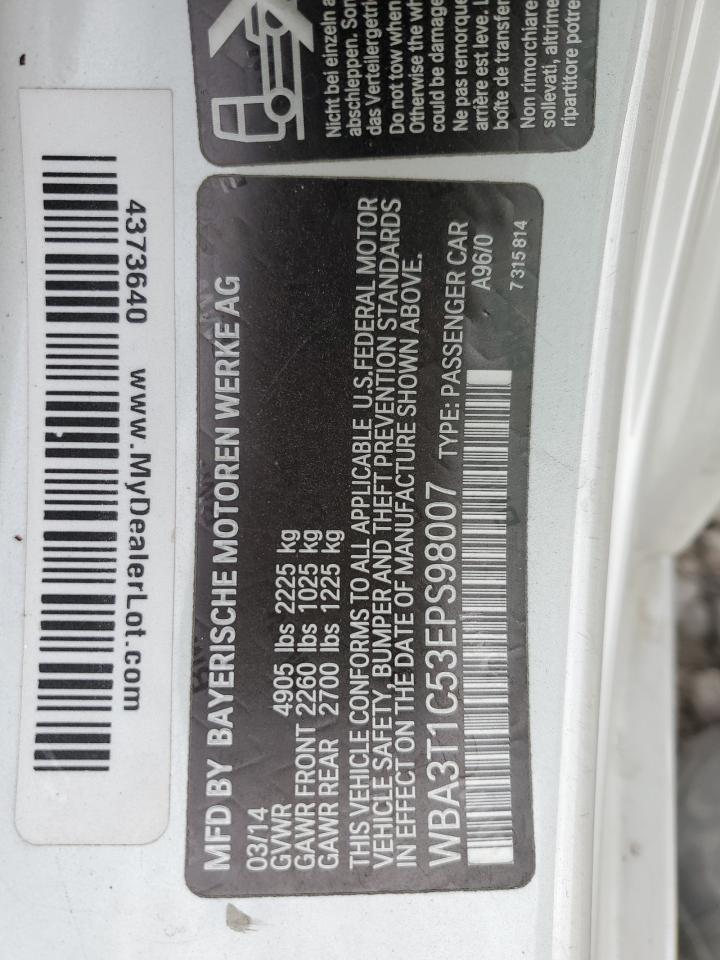 Nicht bei einzeln a
abschleppen. Son
das Verteilergetri
Do not tow when
Otherwise the wh
could be damage
Ne pas remorque
arrière est levé. L
boîte de transfer
Non rimorchiare
sollevati, altrime
ripartitore potre
4373640 www.MyDealerLot.com
MFD BY BAYERISCHE MOTOREN WERKE AG
03/14
GVWR 4905 lbs 2225 kg
GAWR FRONT 2260 lbs 1025 kg
GAWR REAR 2700 lbs 1225 kg
THIS VEHICLE CONFORMS TO ALL APPLICABLE U.S.FEDERAL MOTOR
VEHICLE SAFETY, BUMPER AND THEFT PREVENTION STANDARDS
IN EFFECT ON THE DATE OF MANUFACTURE SHOWN ABOVE.
WBA3T1C53EPS98007 TYPE: PASSENGER CAR
A96/0
7 315 814